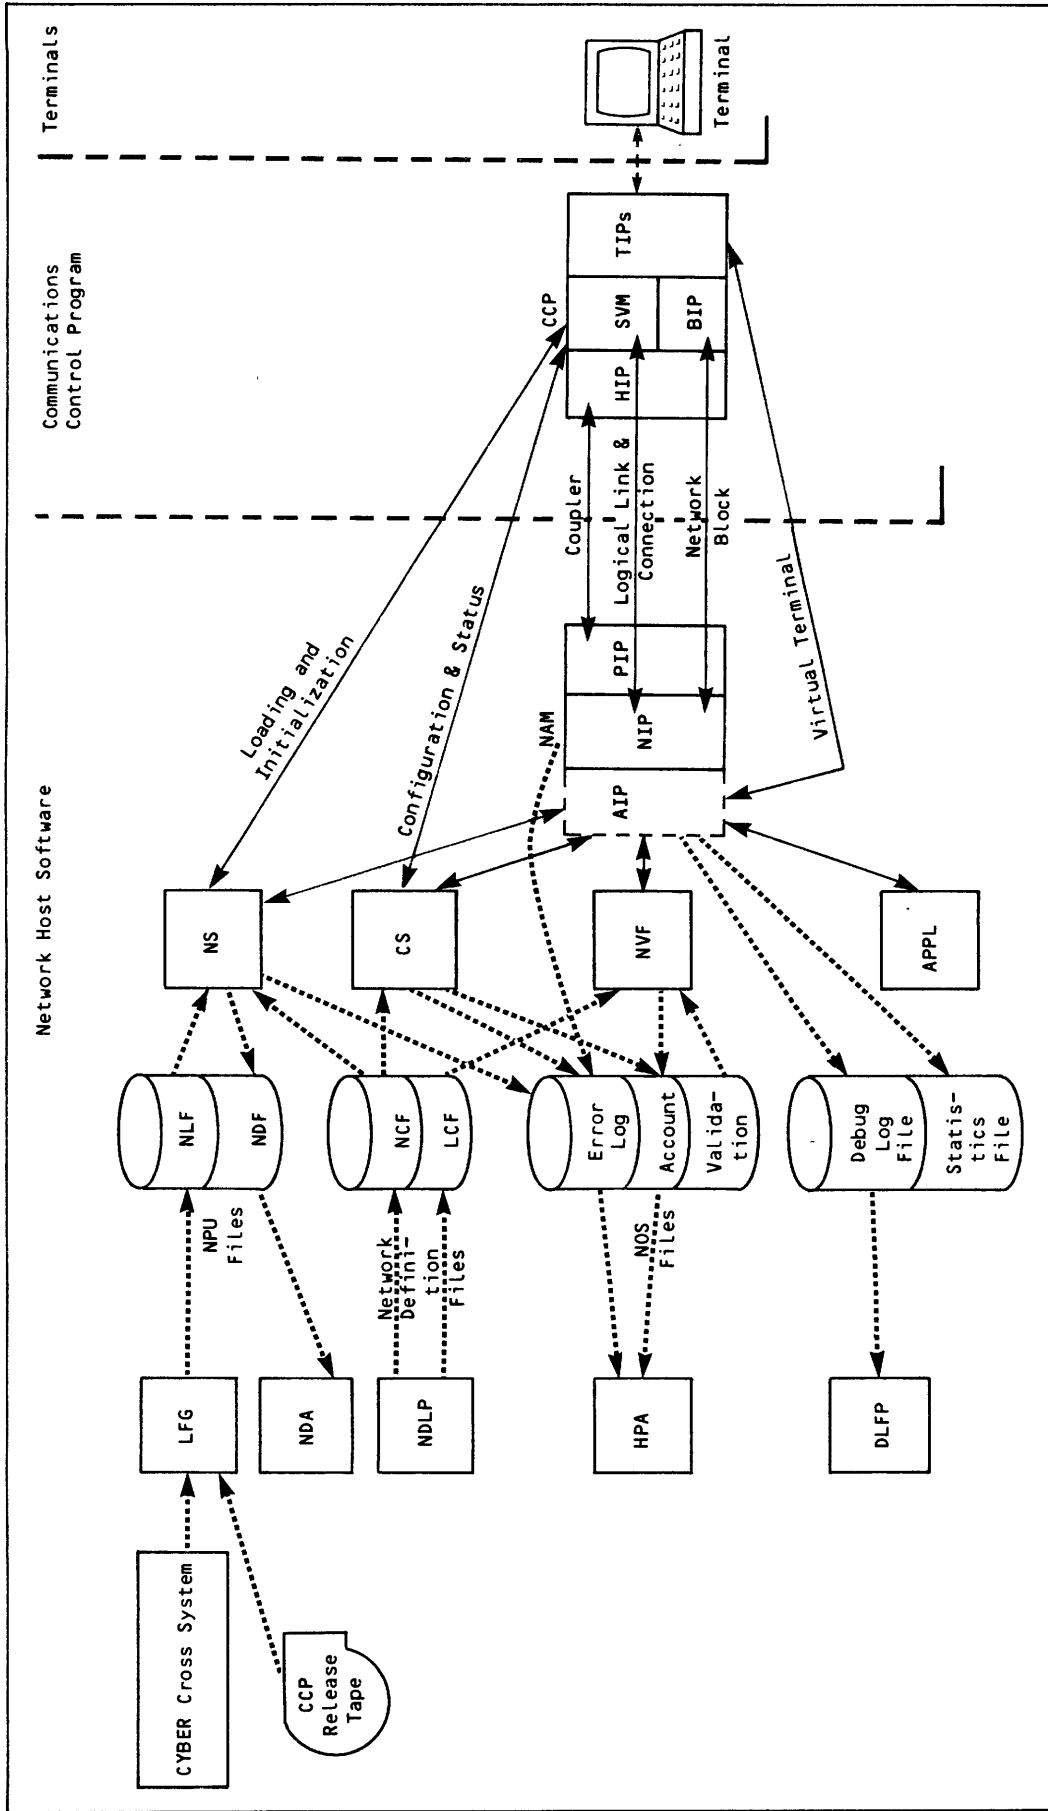 Network Host Software
Communications
Control Program
Terminals
CYBER Cross System
CCP
Release
Tape
LFG
NDA
NDLP
HPA
DLFP
NPU
Files
Network
Defini-
tion
Files
NOS
Files
NLF
NDF
NCF
LCF
Error
Log
Account
Valida-
tion
Debug
Log
File
Statis-
tics
File
NS
CS
NVF
APPL
Loading and
Initialization
Configuration & Status
NAM
AIP
NIP
PIP
Coupler
Logical Link &
Connection
Network
Block
Virtual Terminal
CCP
HIP
SVM
BIP
TIPs
Terminal